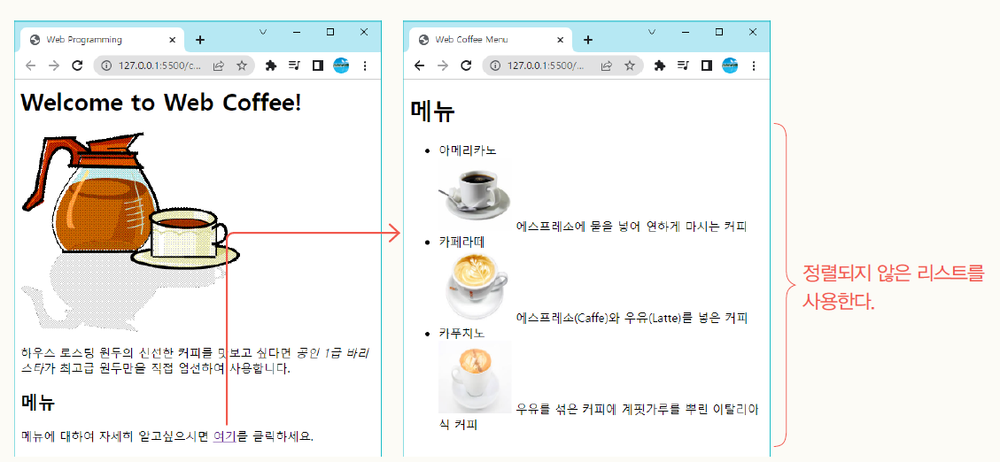 Web Programming
127.0.0.1:5500/c...
Welcome to Web Coffee!
하우스 로스팅 원두의 신선한 커피를 맛보고 싶다면 공인 1급 바리
스타가 최고급 원두만을 직접 엄선하여 사용합니다.
메뉴
메뉴에 대하여 자세히 알고싶으시면 여기를 클릭하세요.
Web Coffee Menu
127.0.0.1:5500/...
메뉴
아메리카노
에스프레소에 물을 넣어 연하게 마시는 커피
카페라떼
에스프레소(Caffe)와 우유(Latte)를 넣은 커피
카푸치노
우유를 섞은 커피에 계핏가루를 뿌린 이탈리아
식 커피
정렬되지 않은 리스트를
사용한다.